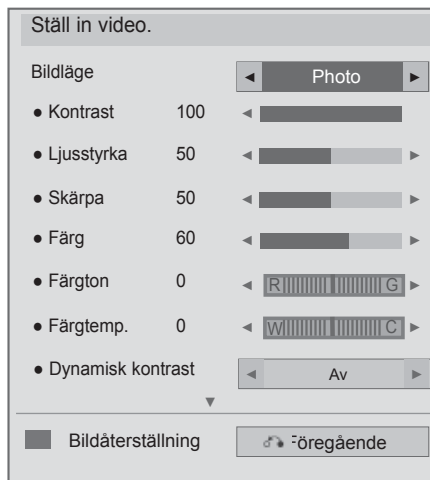 Ställ in video.
Bildläge ◄ Photo ►
● Kontrast 100 ◄
● Ljusstyrka 50 ◄ ►
● Skärpa 50 ◄ ►
● Färg 60 ◄ ►
● Färgton 0 ◄ R G ►
● Färgtemp. 0 ◄ W C ►
● Dynamisk kontrast ◄ Av ►
▼
Bildåterställning Föregående